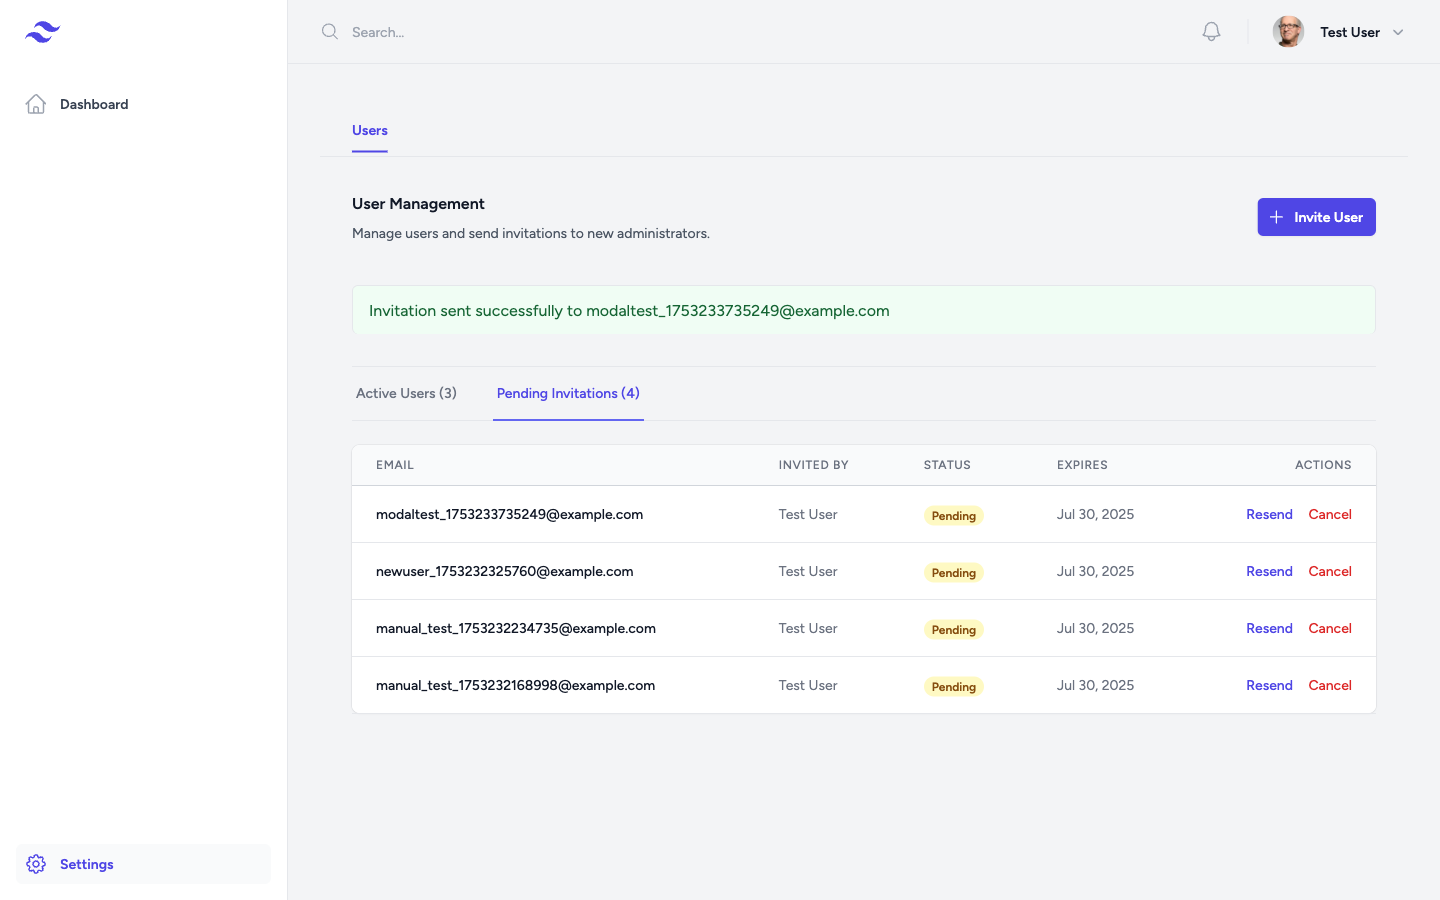 Search...
Test User
Dashboard
Users
User Management
Manage users and send invitations to new administrators.
Invite User
Invitation sent successfully to modaltest_1753233735249@example.com
Active Users (3) Pending Invitations (4)
EMAIL INVITED BY STATUS EXPIRES ACTIONS
modaltest_1753233735249@example.com Test User Pending Jul 30, 2025 Resend Cancel
newuser_1753232325760@example.com Test User Pending Jul 30, 2025 Resend Cancel
manual_test_1753232234735@example.com Test User Pending Jul 30, 2025 Resend Cancel
manual_test_1753232168998@example.com Test User Pending Jul 30, 2025 Resend Cancel
Settings